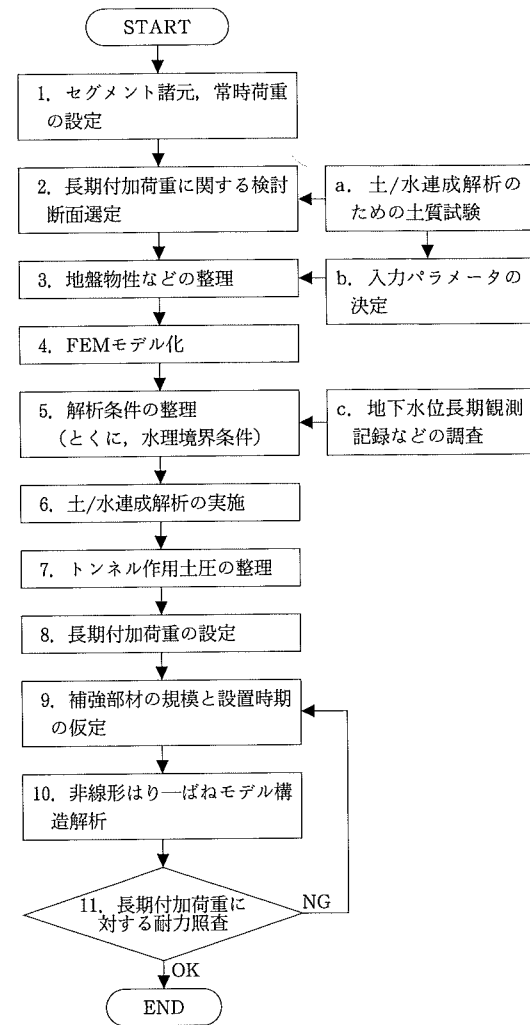 START
1. セグメント諸元，常時荷重
の設定
2. 長期付加荷重に関する検討
断面選定
a. 土/水連成解析の
ための土質試験
3. 地盤物性などの整理
b. 入力パラメータの
決定
4. FEMモデル化
5. 解析条件の整理
（とくに，水理境界条件）
c. 地下水位長期観測
記録などの調査
6. 土/水連成解析の実施
7. トンネル作用土圧の整理
8. 長期付加荷重の設定
9. 補強部材の規模と設置時期
の仮定
10. 非線形はり―ばねモデル構
造解析
11. 長期付加荷重に
対する耐力照査
NG
OK
END